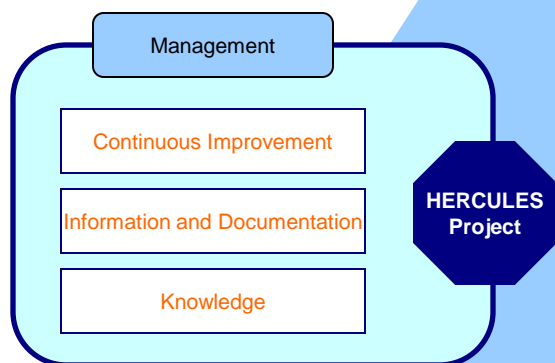 Management
Continuous Improvement
HERCULES
Project
Information and Documentation
Knowledge